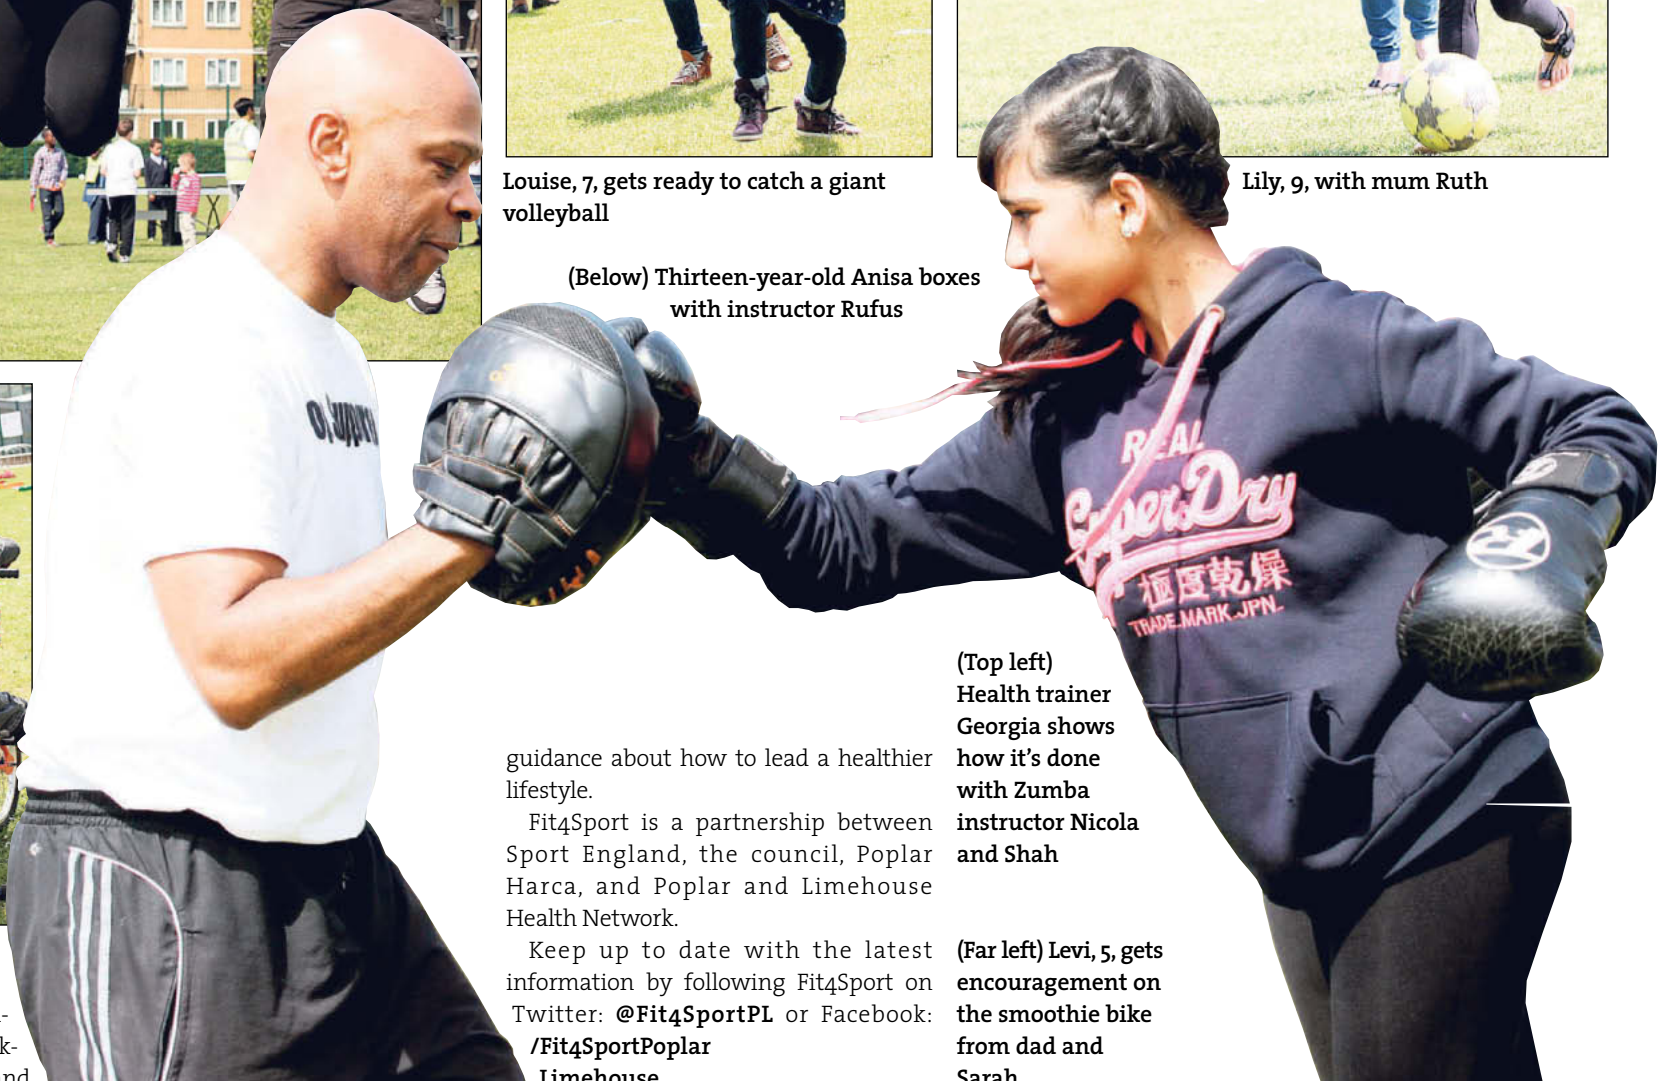 Louise, 7, gets ready to catch a giant
volleyball
Lily, 9, with mum Ruth
(Below) Thirteen-year-old Anisa boxes
with instructor Rufus
REAL
SuperDry
極度乾燥
TRADE.MARK.JPN.
(Top left)
Health trainer
Georgia shows
how it's done
with Zumba
instructor Nicola
and Shah
guidance about how to lead a healthier
lifestyle.
Fit4Sport is a partnership between
Sport England, the council, Poplar
Harca, and Poplar and Limehouse
Health Network.
Keep up to date with the latest
information by following Fit4Sport on
Twitter: @Fit4SportPL or Facebook:
/Fit4SportPoplar
Limehouse
(Far left) Levi, 5, gets
encouragement on
the smoothie bike
from dad and
Sarah